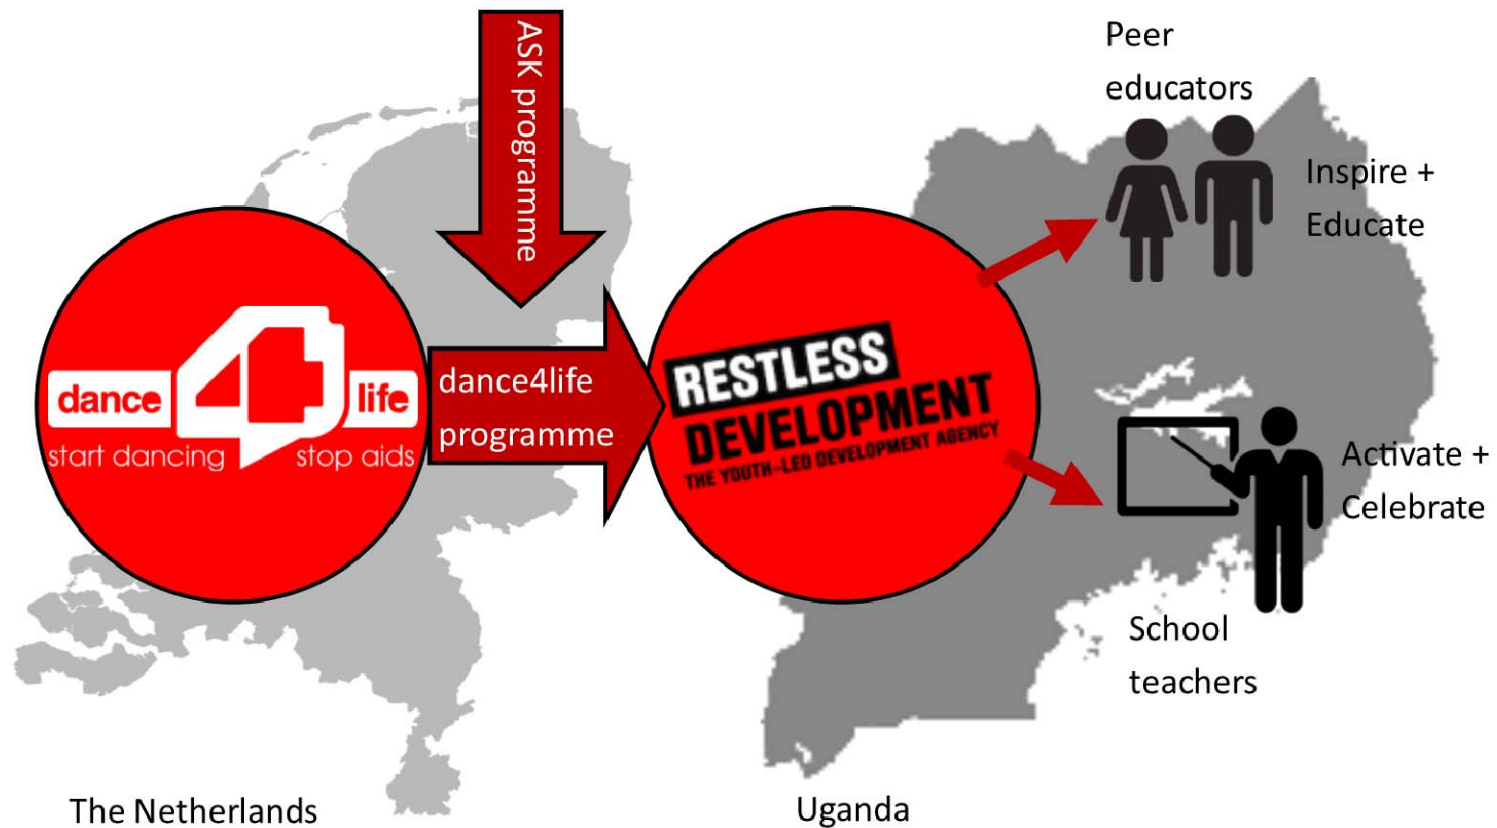 ASK programme
dance 4 life
start dancing stop aids
dance4life
programme
RESTLESS
DEVELOPMENT
THE YOUTH-LED DEVELOPMENT AGENCY
Peer
educators
Inspire +
Educate
Activate +
Celebrate
School
teachers
The Netherlands
Uganda